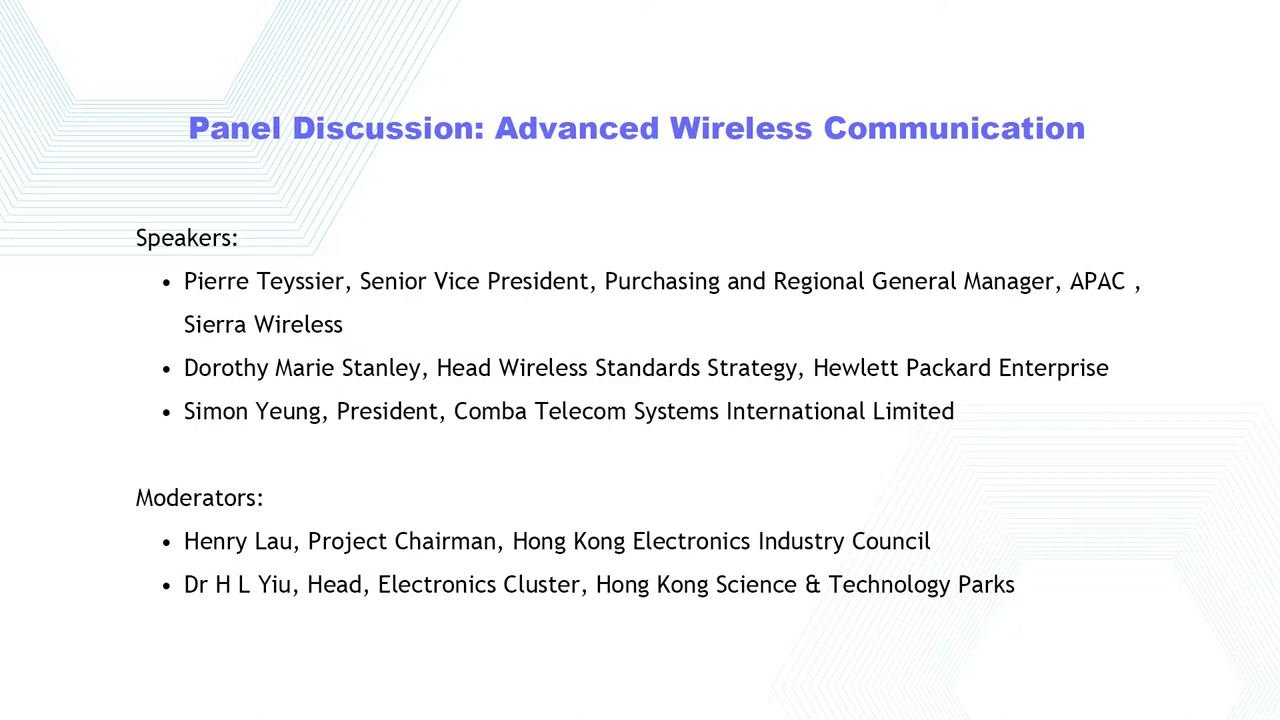 Panel Discussion: Advanced Wireless Communication
Speakers:
• Pierre Teyssier, Senior Vice President, Purchasing and Regional General Manager, APAC ,
Sierra Wireless
• Dorothy Marie Stanley, Head Wireless Standards Strategy, Hewlett Packard Enterprise
• Simon Yeung, President, Comba Telecom Systems International Limited
Moderators:
• Henry Lau, Project Chairman, Hong Kong Electronics Industry Council
• Dr H L Yiu, Head, Electronics Cluster, Hong Kong Science & Technology Parks